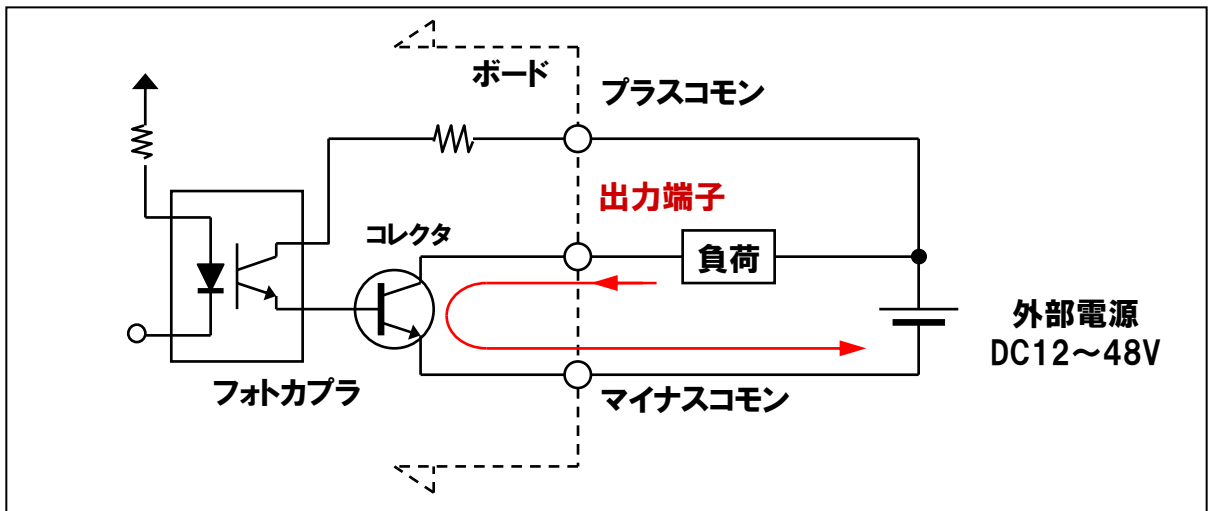 ボード
プラスコモン
出力端子
コレクタ
負荷
外部電源
DC12～48V
フォトカプラ
マイナスコモン